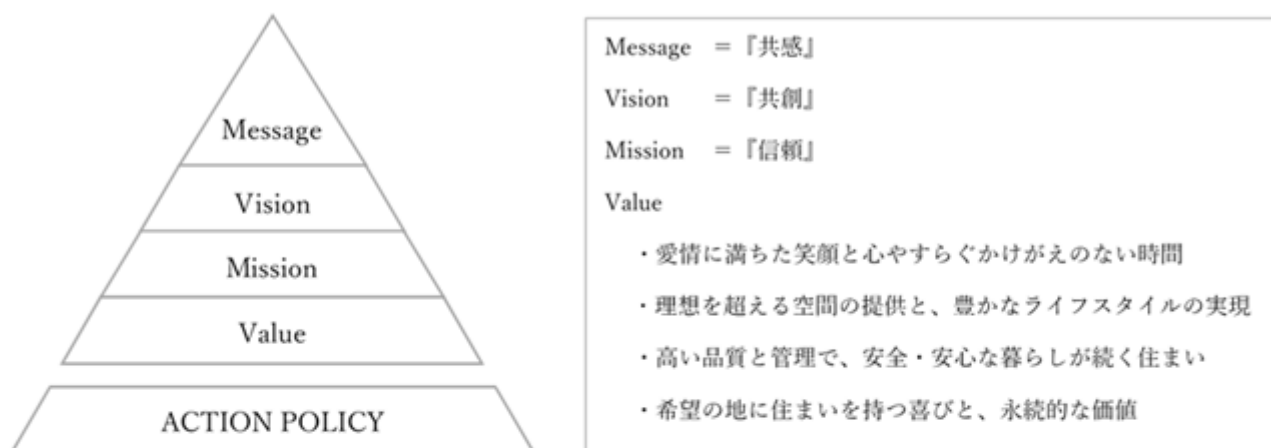 Message
Vision
Mission
Value
ACTION POLICY
Message ＝『共感』
Vision ＝『共創』
Mission ＝『信頼』
Value
・愛情に満ちた笑顔と心やすらぐかけがえのない時間
・理想を超える空間の提供と、豊かなライフスタイルの実現
・高い品質と管理で、安全・安心な暮らしが続く住まい
・希望の地に住まいを持つ喜びと、永続的な価値